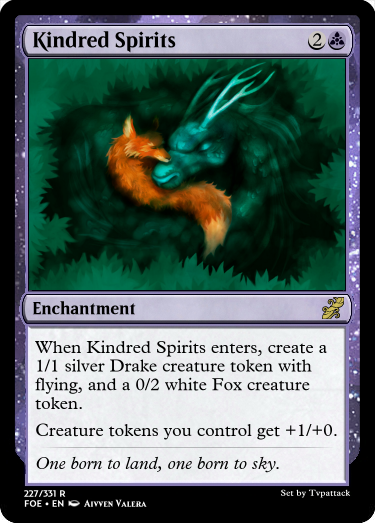 Kindred Spirits 2
Enchantment
When Kindred Spirits enters, create a
1/1 silver Drake creature token with
flying, and a 0/2 white Fox creature
token.
Creature tokens you control get +1/+0.
One born to land, one born to sky.
227/331 R
Set by Tvpattack
FOE • EN Aivven Valera